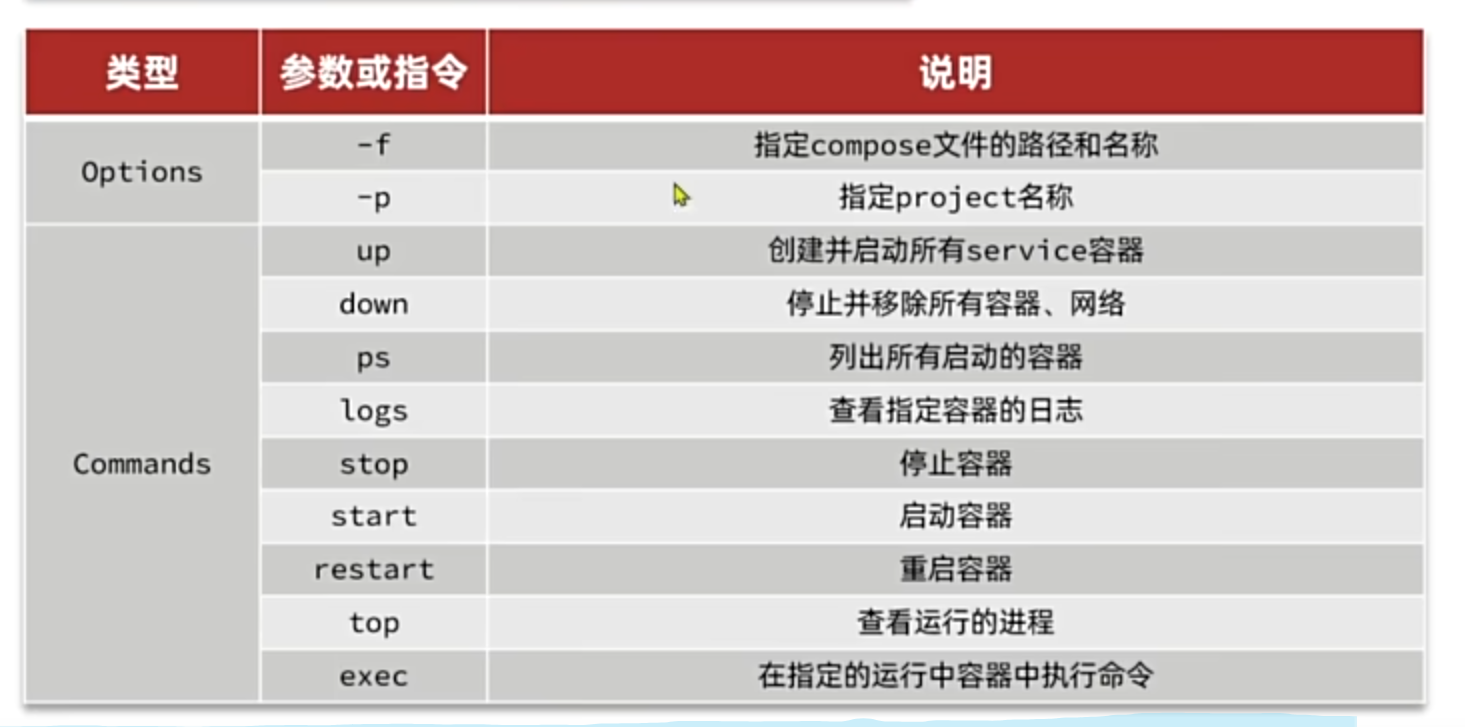 类型 参数或指令 说明
Options -f 指定compose文件的路径和名称
-p 指定project名称
Commands up 创建并启动所有service容器
down 停止并移除所有容器、网络
ps 列出所有启动的容器
logs 查看指定容器的日志
stop 停止容器
start 启动容器
restart 重启容器
top 查看运行的进程
exec 在指定的运行中容器中执行命令